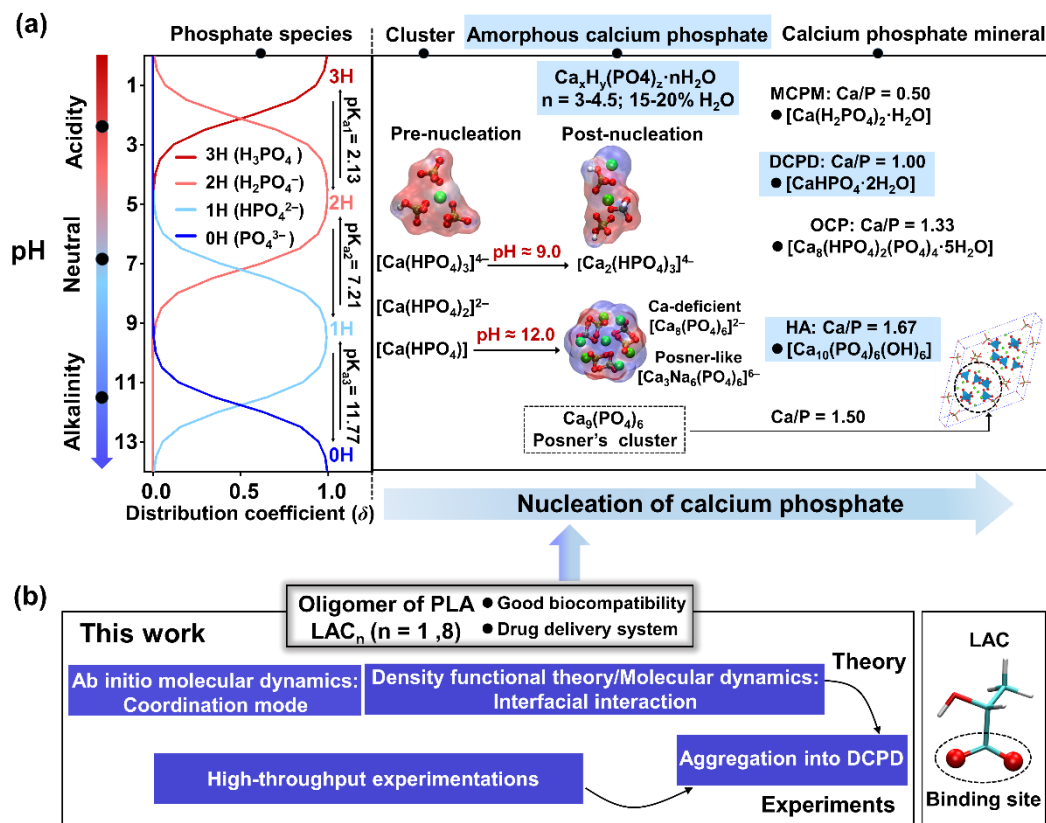 (a)
Phosphate species
Cluster
Amorphous calcium phosphate
Calcium phosphate mineral
pH
Acidity
Neutral
Alkalinity
1
3
5
7
9
11
13
3H (H₃PO₄ )
2H (H₂PO₄⁻)
1H (HPO₄²⁻)
0H (PO₄³⁻)
3H
pKₐ₁= 2.13
2H
pKₐ₂= 7.21
1H
pKₐ₃= 11.77
0H
0.0 0.5 1.0
Distribution coefficient (δ)
CaₓHᵧ(PO4)z·nH₂O
n = 3-4.5; 15-20% H₂O
Pre-nucleation
Post-nucleation
[Ca(HPO₄)₃]⁴⁻
pH ≈ 9.0
[Ca₂(HPO₄)₃]⁴⁻
[Ca(HPO₄)₂]²⁻
[Ca(HPO₄)]
pH ≈ 12.0
Ca-deficient
[Ca₈(PO₄)₆]²⁻
Posner-like
[Ca₃Na₆(PO₄)₆]⁶⁻
Ca₉(PO₄)₆
Posner's cluster
Ca/P = 1.50
MCPM: Ca/P = 0.50
● [Ca(H₂PO₄)₂·H₂O]
DCPD: Ca/P = 1.00
● [CaHPO₄·2H₂O]
OCP: Ca/P = 1.33
● [Ca₈(HPO₄)₂(PO₄)₄·5H₂O]
HA: Ca/P = 1.67
● [Ca₁₀(PO₄)₆(OH)₆]
Nucleation of calcium phosphate
(b)
This work
Oligomer of PLA
LACₙ (n = 1 ,8)
● Good biocompatibility
● Drug delivery system
Ab initio molecular dynamics:
Coordination mode
Density functional theory/Molecular dynamics:
Interfacial interaction
Theory
High-throughput experimentations
Aggregation into DCPD
Experiments
LAC
Binding site